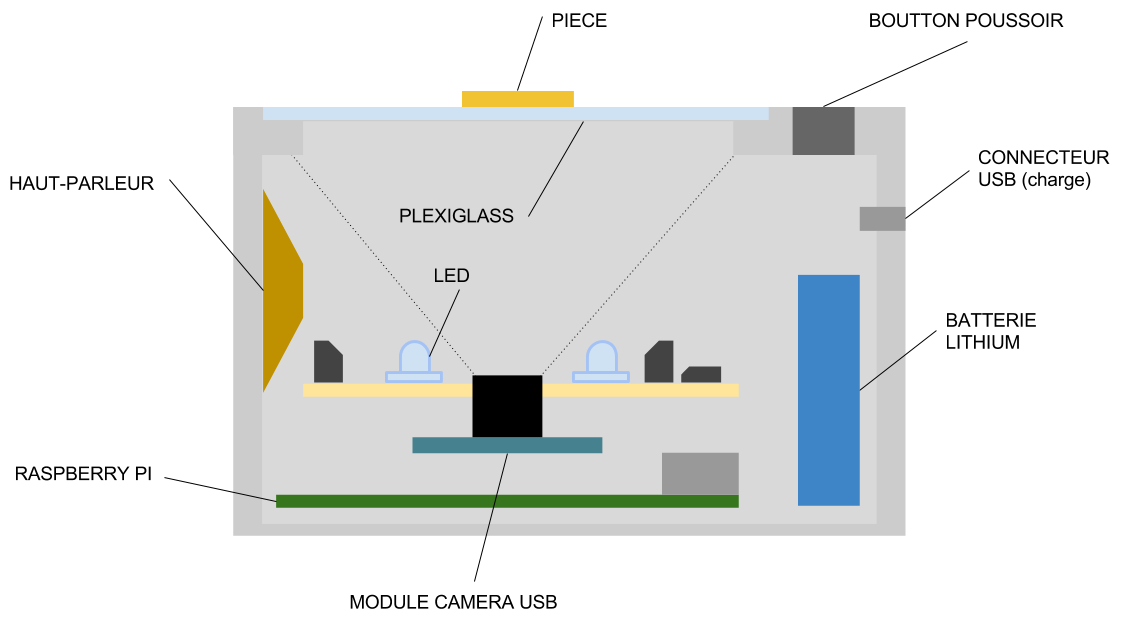 PIECE
BOUTTON POUSSOIR
CONNECTEUR
USB (charge)
HAUT-PARLEUR
PLEXIGLASS
LED
BATTERIE
LITHIUM
RASPBERRY PI
MODULE CAMERA USB